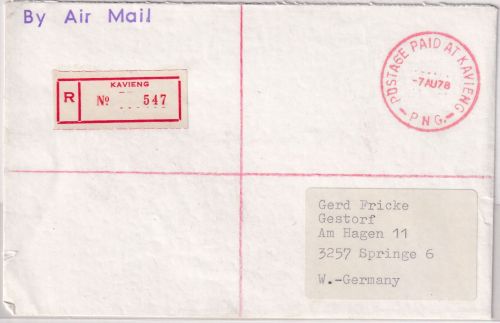 By Air Mail
POSTAGE PAID AT KAVIENG
-7AU78
- P N G. -
KAVIENG
R
No 547
Gerd Fricke
Gestorf
Am Hagen 11
3257 Springe 6
W.-Germany